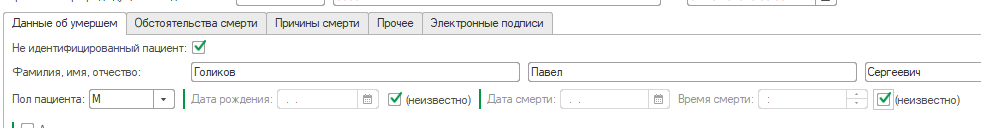 Данные об умершем Обстоятельства смерти Причины смерти Прочее Электронные подписи
Не идентифицированный пациент:
Фамилия, имя, отчество: Голиков Павел Сергеевич
Пол пациента: М Дата рождения: . . (неизвестно) Дата смерти: . . Время смерти: : (неизвестно)